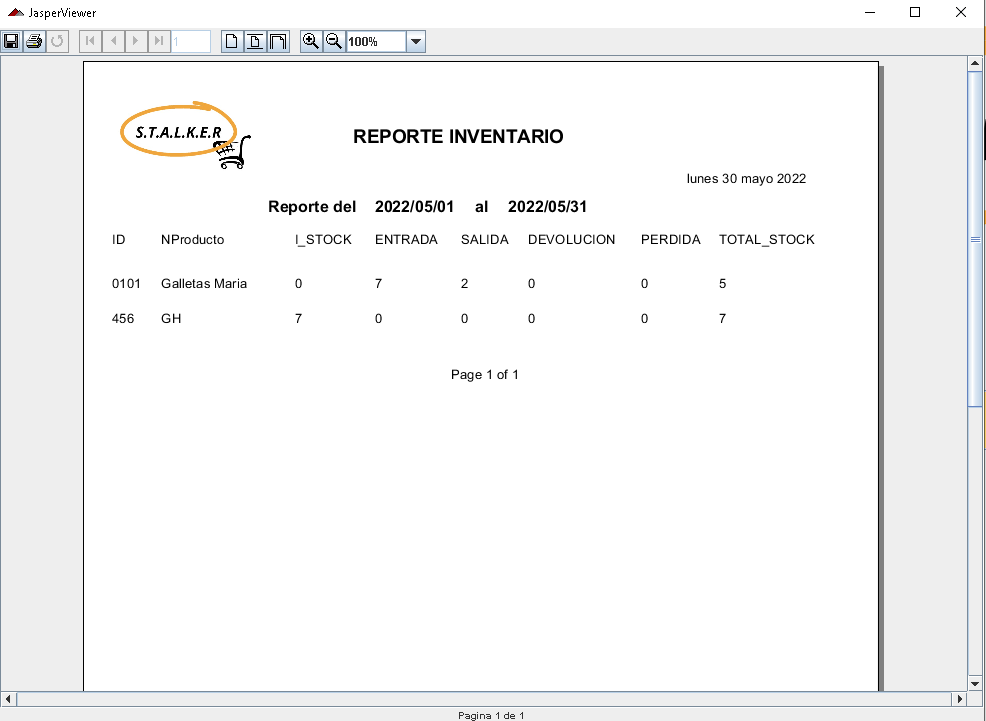 JasperViewer
1
100%
S.T.A.L.K.E.R
REPORTE INVENTARIO
lunes 30 mayo 2022
Reporte del 2022/05/01 al 2022/05/31
ID NProducto I_STOCK ENTRADA SALIDA DEVOLUCION PERDIDA TOTAL_STOCK
0101 Galletas Maria 0 7 2 0 0 5
456 GH 7 0 0 0 0 7
Page 1 of 1
Pagina 1 de 1